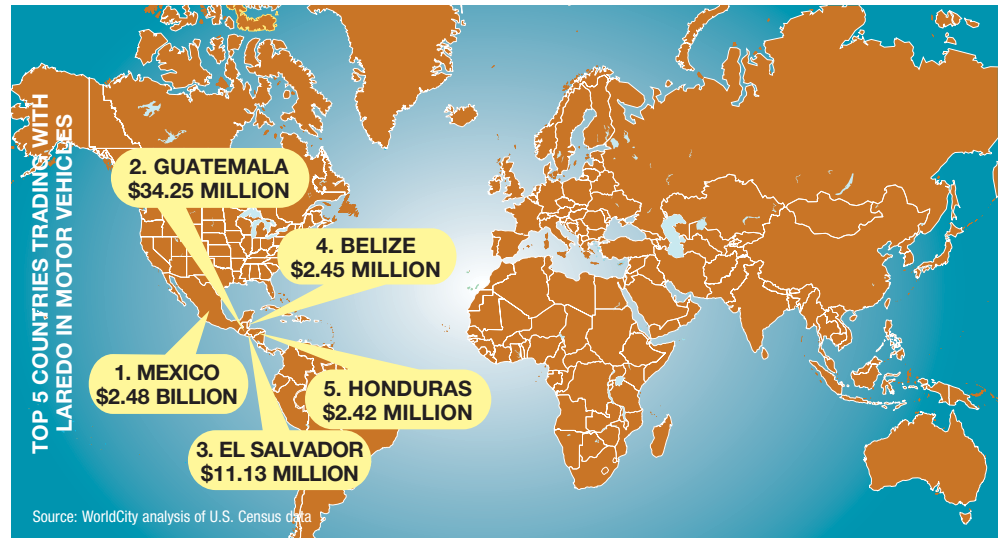 TOP 5 COUNTRIES TRADING WITH
LAREDO IN MOTOR VEHICLES
2. GUATEMALA
$34.25 MILLION
4. BELIZE
$2.45 MILLION
1. MEXICO
$2.48 BILLION
5. HONDURAS
$2.42 MILLION
3. EL SALVADOR
$11.13 MILLION
Source: WorldCity analysis of U.S. Census data